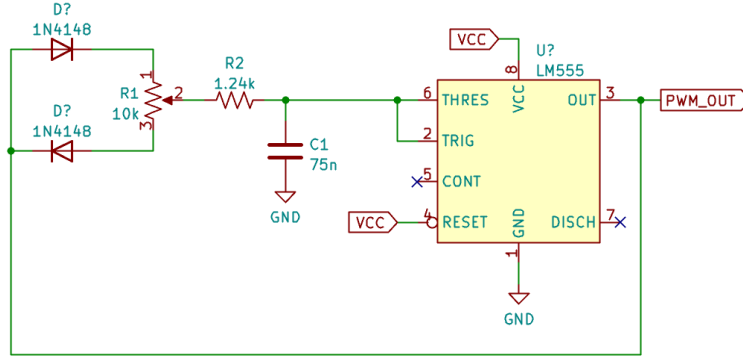 D?
1N4148
R1
10k
1
2
3
D?
1N4148
R2
1.24k
C1
75n
GND
VCC
VCC
U?
LM555
8
VCC
6
THRES
2
TRIG
5
CONT
4
RESET
OUT
3
DISCH
7
GND
1
GND
PWM_OUT